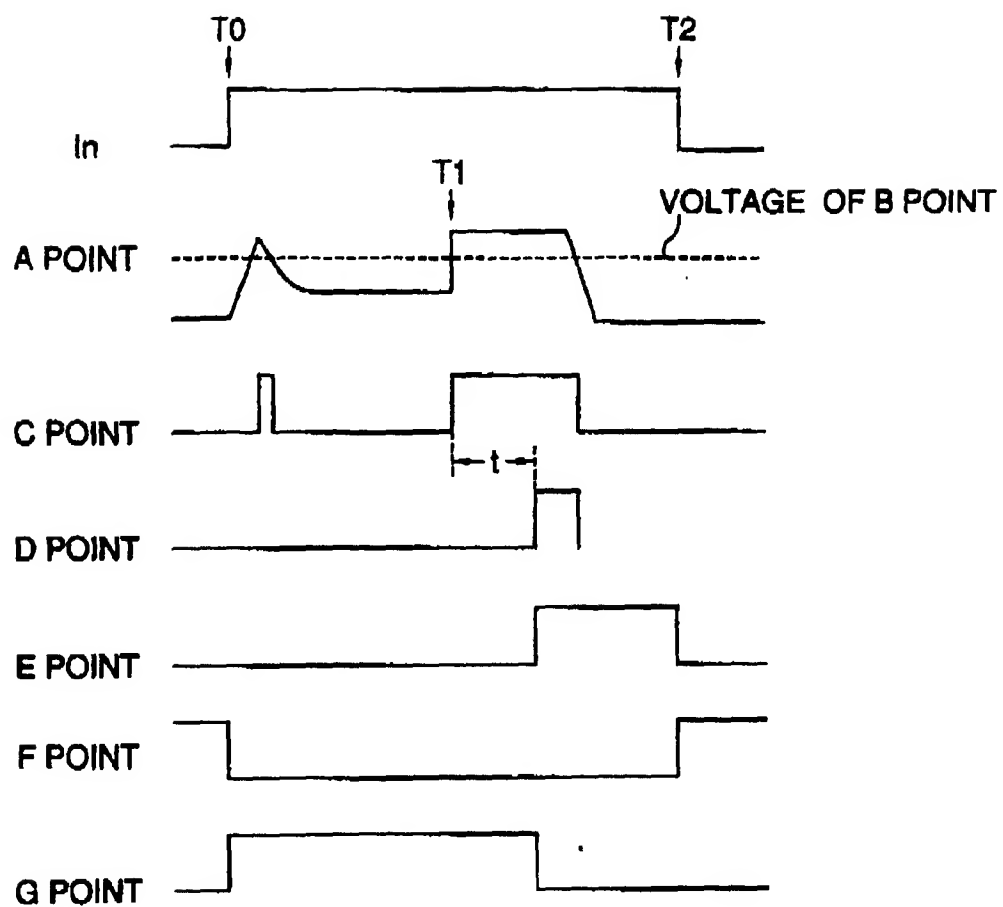 T0
T2
In
T1
VOLTAGE OF B POINT
A POINT
C POINT
t
D POINT
E POINT
F POINT
G POINT